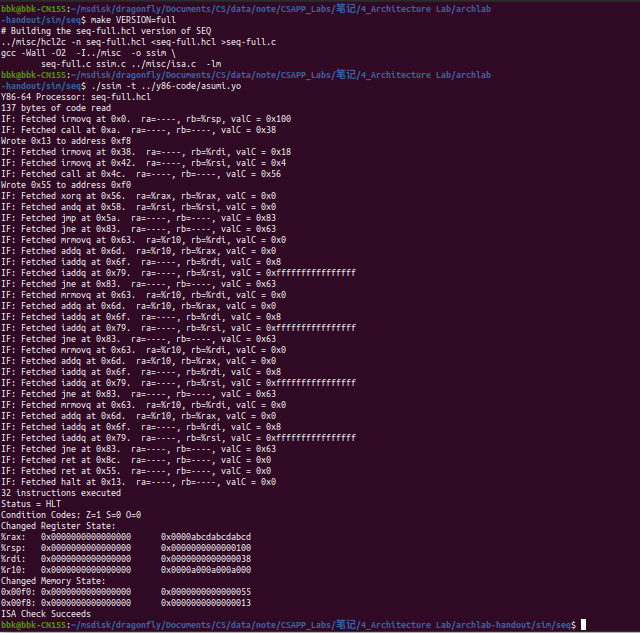 bbk@bbk-CN15S:~/msdisk/dragonfly/Documents/CS/data/note/CSAPP_Labs/笔记/4_Architecture Lab/archlab
-handout/sim/seq$ make VERSION=full
# Building the seq-full.hcl version of SEQ
../misc/hcl2c -n seq-full.hcl <seq-full.hcl >seq-full.c
gcc -Wall -O2  -I../misc  -o ssim \
        seq-full.c ssim.c ../misc/isa.c  -lm
bbk@bbk-CN15S:~/msdisk/dragonfly/Documents/CS/data/note/CSAPP_Labs/笔记/4_Architecture Lab/archlab
-handout/sim/seq$ ./ssim -t ../y86-code/asumi.yo
Y86-64 Processor: seq-full.hcl
137 bytes of code read
IF: Fetched irmovq at 0x0.  ra=----, rb=%rsp, valC = 0x100
IF: Fetched call at 0xa.  ra=----, rb=----, valC = 0x38
Wrote 0x13 to address 0xf8
IF: Fetched irmovq at 0x38.  ra=----, rb=%rdi, valC = 0x18
IF: Fetched irmovq at 0x42.  ra=----, rb=%rsi, valC = 0x4
IF: Fetched call at 0x4c.  ra=----, rb=----, valC = 0x56
Wrote 0x55 to address 0xf0
IF: Fetched xorq at 0x56.  ra=%rax, rb=%rax, valC = 0x0
IF: Fetched andq at 0x58.  ra=%rsi, rb=%rsi, valC = 0x0
IF: Fetched jmp at 0x5a.  ra=----, rb=----, valC = 0x83
IF: Fetched jne at 0x83.  ra=----, rb=----, valC = 0x63
IF: Fetched mrmovq at 0x63.  ra=%r10, rb=%rdi, valC = 0x0
IF: Fetched addq at 0x6d.  ra=%r10, rb=%rax, valC = 0x0
IF: Fetched iaddq at 0x6f.  ra=----, rb=%rdi, valC = 0x8
IF: Fetched iaddq at 0x79.  ra=----, rb=%rsi, valC = 0xffffffffffffffff
IF: Fetched jne at 0x83.  ra=----, rb=----, valC = 0x63
IF: Fetched mrmovq at 0x63.  ra=%r10, rb=%rdi, valC = 0x0
IF: Fetched addq at 0x6d.  ra=%r10, rb=%rax, valC = 0x0
IF: Fetched iaddq at 0x6f.  ra=----, rb=%rdi, valC = 0x8
IF: Fetched iaddq at 0x79.  ra=----, rb=%rsi, valC = 0xffffffffffffffff
IF: Fetched jne at 0x83.  ra=----, rb=----, valC = 0x63
IF: Fetched mrmovq at 0x63.  ra=%r10, rb=%rdi, valC = 0x0
IF: Fetched addq at 0x6d.  ra=%r10, rb=%rax, valC = 0x0
IF: Fetched iaddq at 0x6f.  ra=----, rb=%rdi, valC = 0x8
IF: Fetched iaddq at 0x79.  ra=----, rb=%rsi, valC = 0xffffffffffffffff
IF: Fetched jne at 0x83.  ra=----, rb=----, valC = 0x63
IF: Fetched mrmovq at 0x63.  ra=%r10, rb=%rdi, valC = 0x0
IF: Fetched addq at 0x6d.  ra=%r10, rb=%rax, valC = 0x0
IF: Fetched iaddq at 0x6f.  ra=----, rb=%rdi, valC = 0x8
IF: Fetched iaddq at 0x79.  ra=----, rb=%rsi, valC = 0xffffffffffffffff
IF: Fetched jne at 0x83.  ra=----, rb=----, valC = 0x63
IF: Fetched ret at 0x8c.  ra=----, rb=----, valC = 0x0
IF: Fetched ret at 0x55.  ra=----, rb=----, valC = 0x0
IF: Fetched halt at 0x13.  ra=----, rb=----, valC = 0x0
32 instructions executed
Status = HLT
Condition Codes: Z=1 S=0 O=0
Changed Register State:
%rax:   0x0000000000000000      0x0000abcdabcdabcd
%rsp:   0x0000000000000000      0x0000000000000100
%rdi:   0x0000000000000000      0x0000000000000038
%r10:   0x0000000000000000      0x0000a000a000a000
Changed Memory State:
0x00f0: 0x0000000000000000      0x0000000000000055
0x00f8: 0x0000000000000000      0x0000000000000013
ISA Check Succeeds
bbk@bbk-CN15S:~/msdisk/dragonfly/Documents/CS/data/note/CSAPP_Labs/笔记/4_Architecture Lab/archlab-handout/sim/seq$